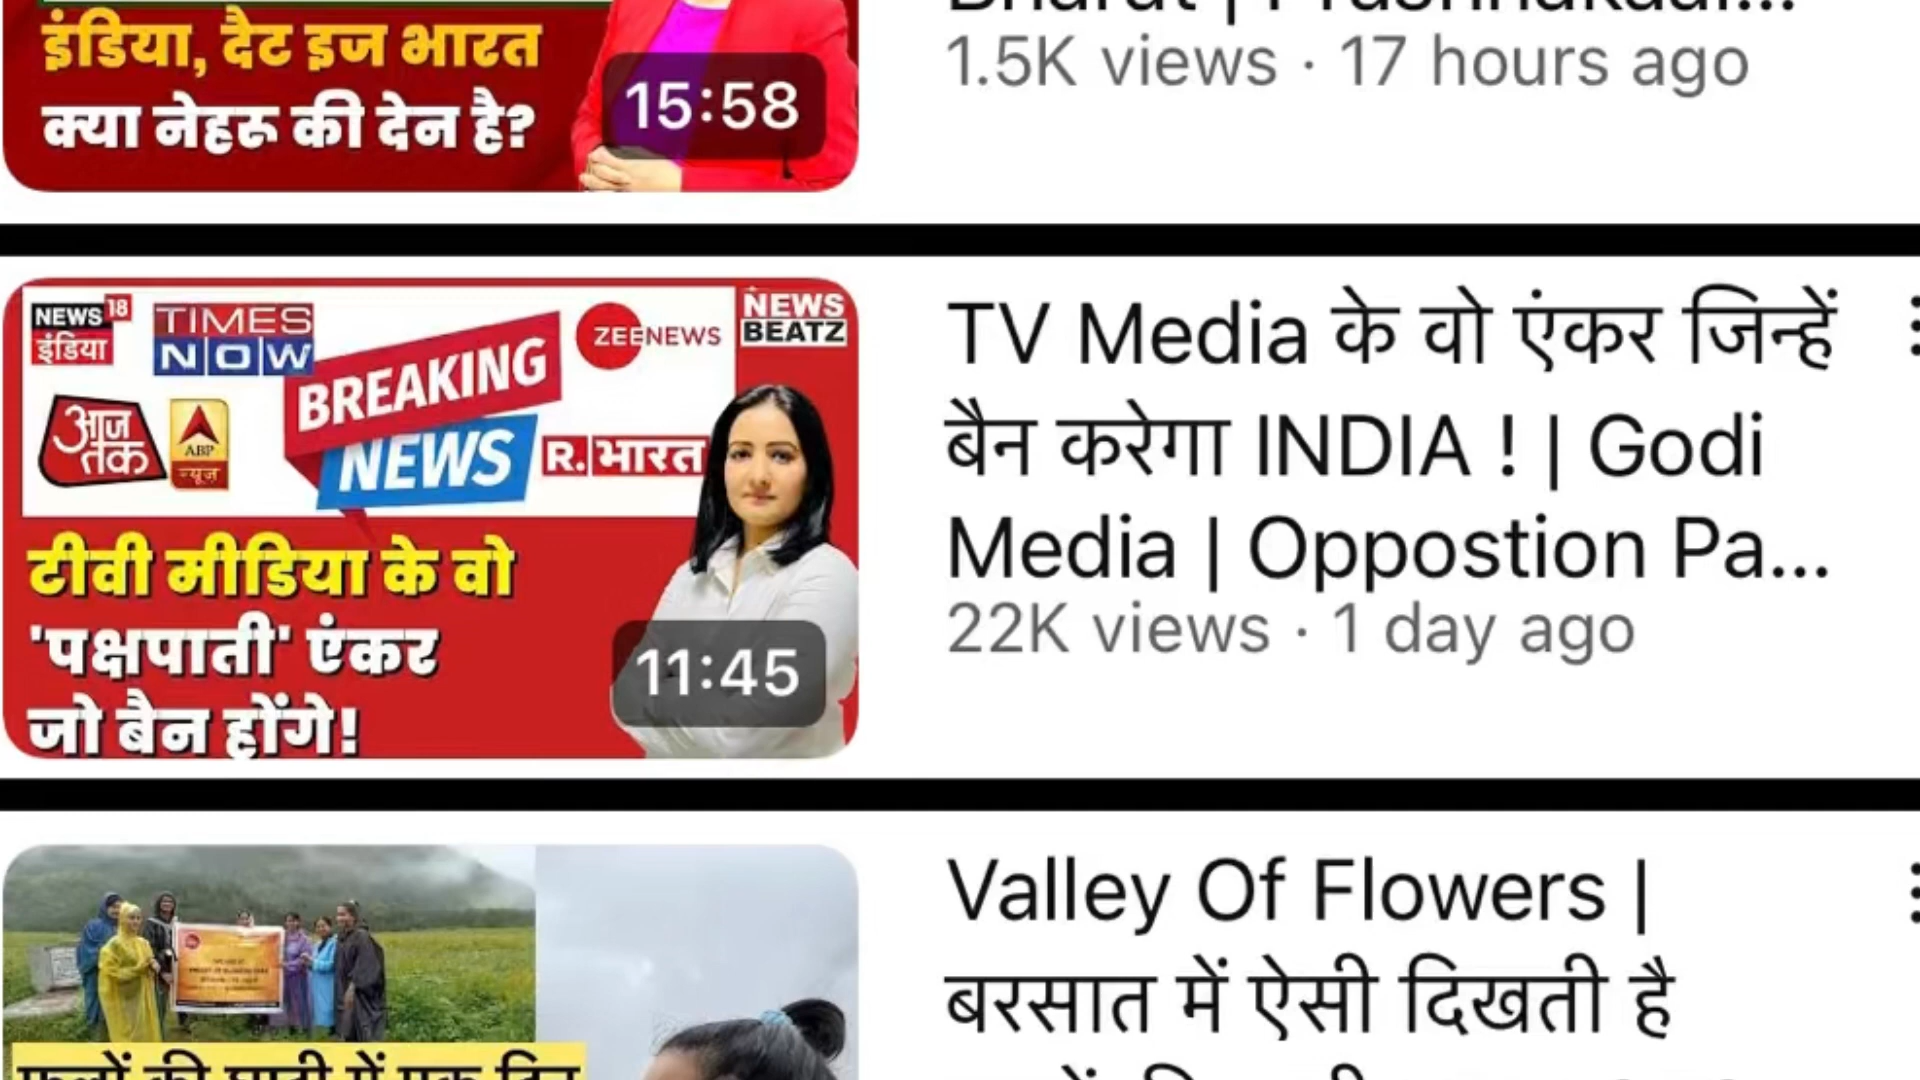 इंडिया, दैट इज भारत
क्या नेहरू की देन है?
15:58
1.5K views · 17 hours ago
NEWS 18
इंडिया
TIMES
NOW
BREAKING
NEWS
ZEENEWS
NEWS
BEATZ
आज
तक
ABP
न्यूज़
R.भारत
टीवी मीडिया के वो
'पक्षपाती' एंकर
जो बैन होंगे!
11:45
TV Media के वो एंकर जिन्हें
बैन करेगा INDIA ! | Godi
Media | Oppostion Pa...
22K views · 1 day ago
Valley Of Flowers |
बरसात में ऐसी दिखती है